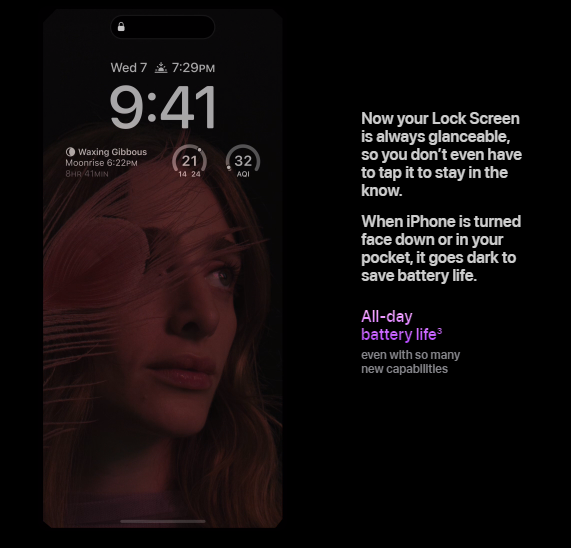 Wed 7 7:29PM
9:41
Waxing Gibbous
Moonrise 6:22PM
8HR 41MIN
21
14 24
32
AQI
Now your Lock Screen
is always glanceable,
so you don’t even have
to tap it to stay in the
know.
When iPhone is turned
face down or in your
pocket, it goes dark to
save battery life.
All-day
battery life³
even with so many
new capabilities